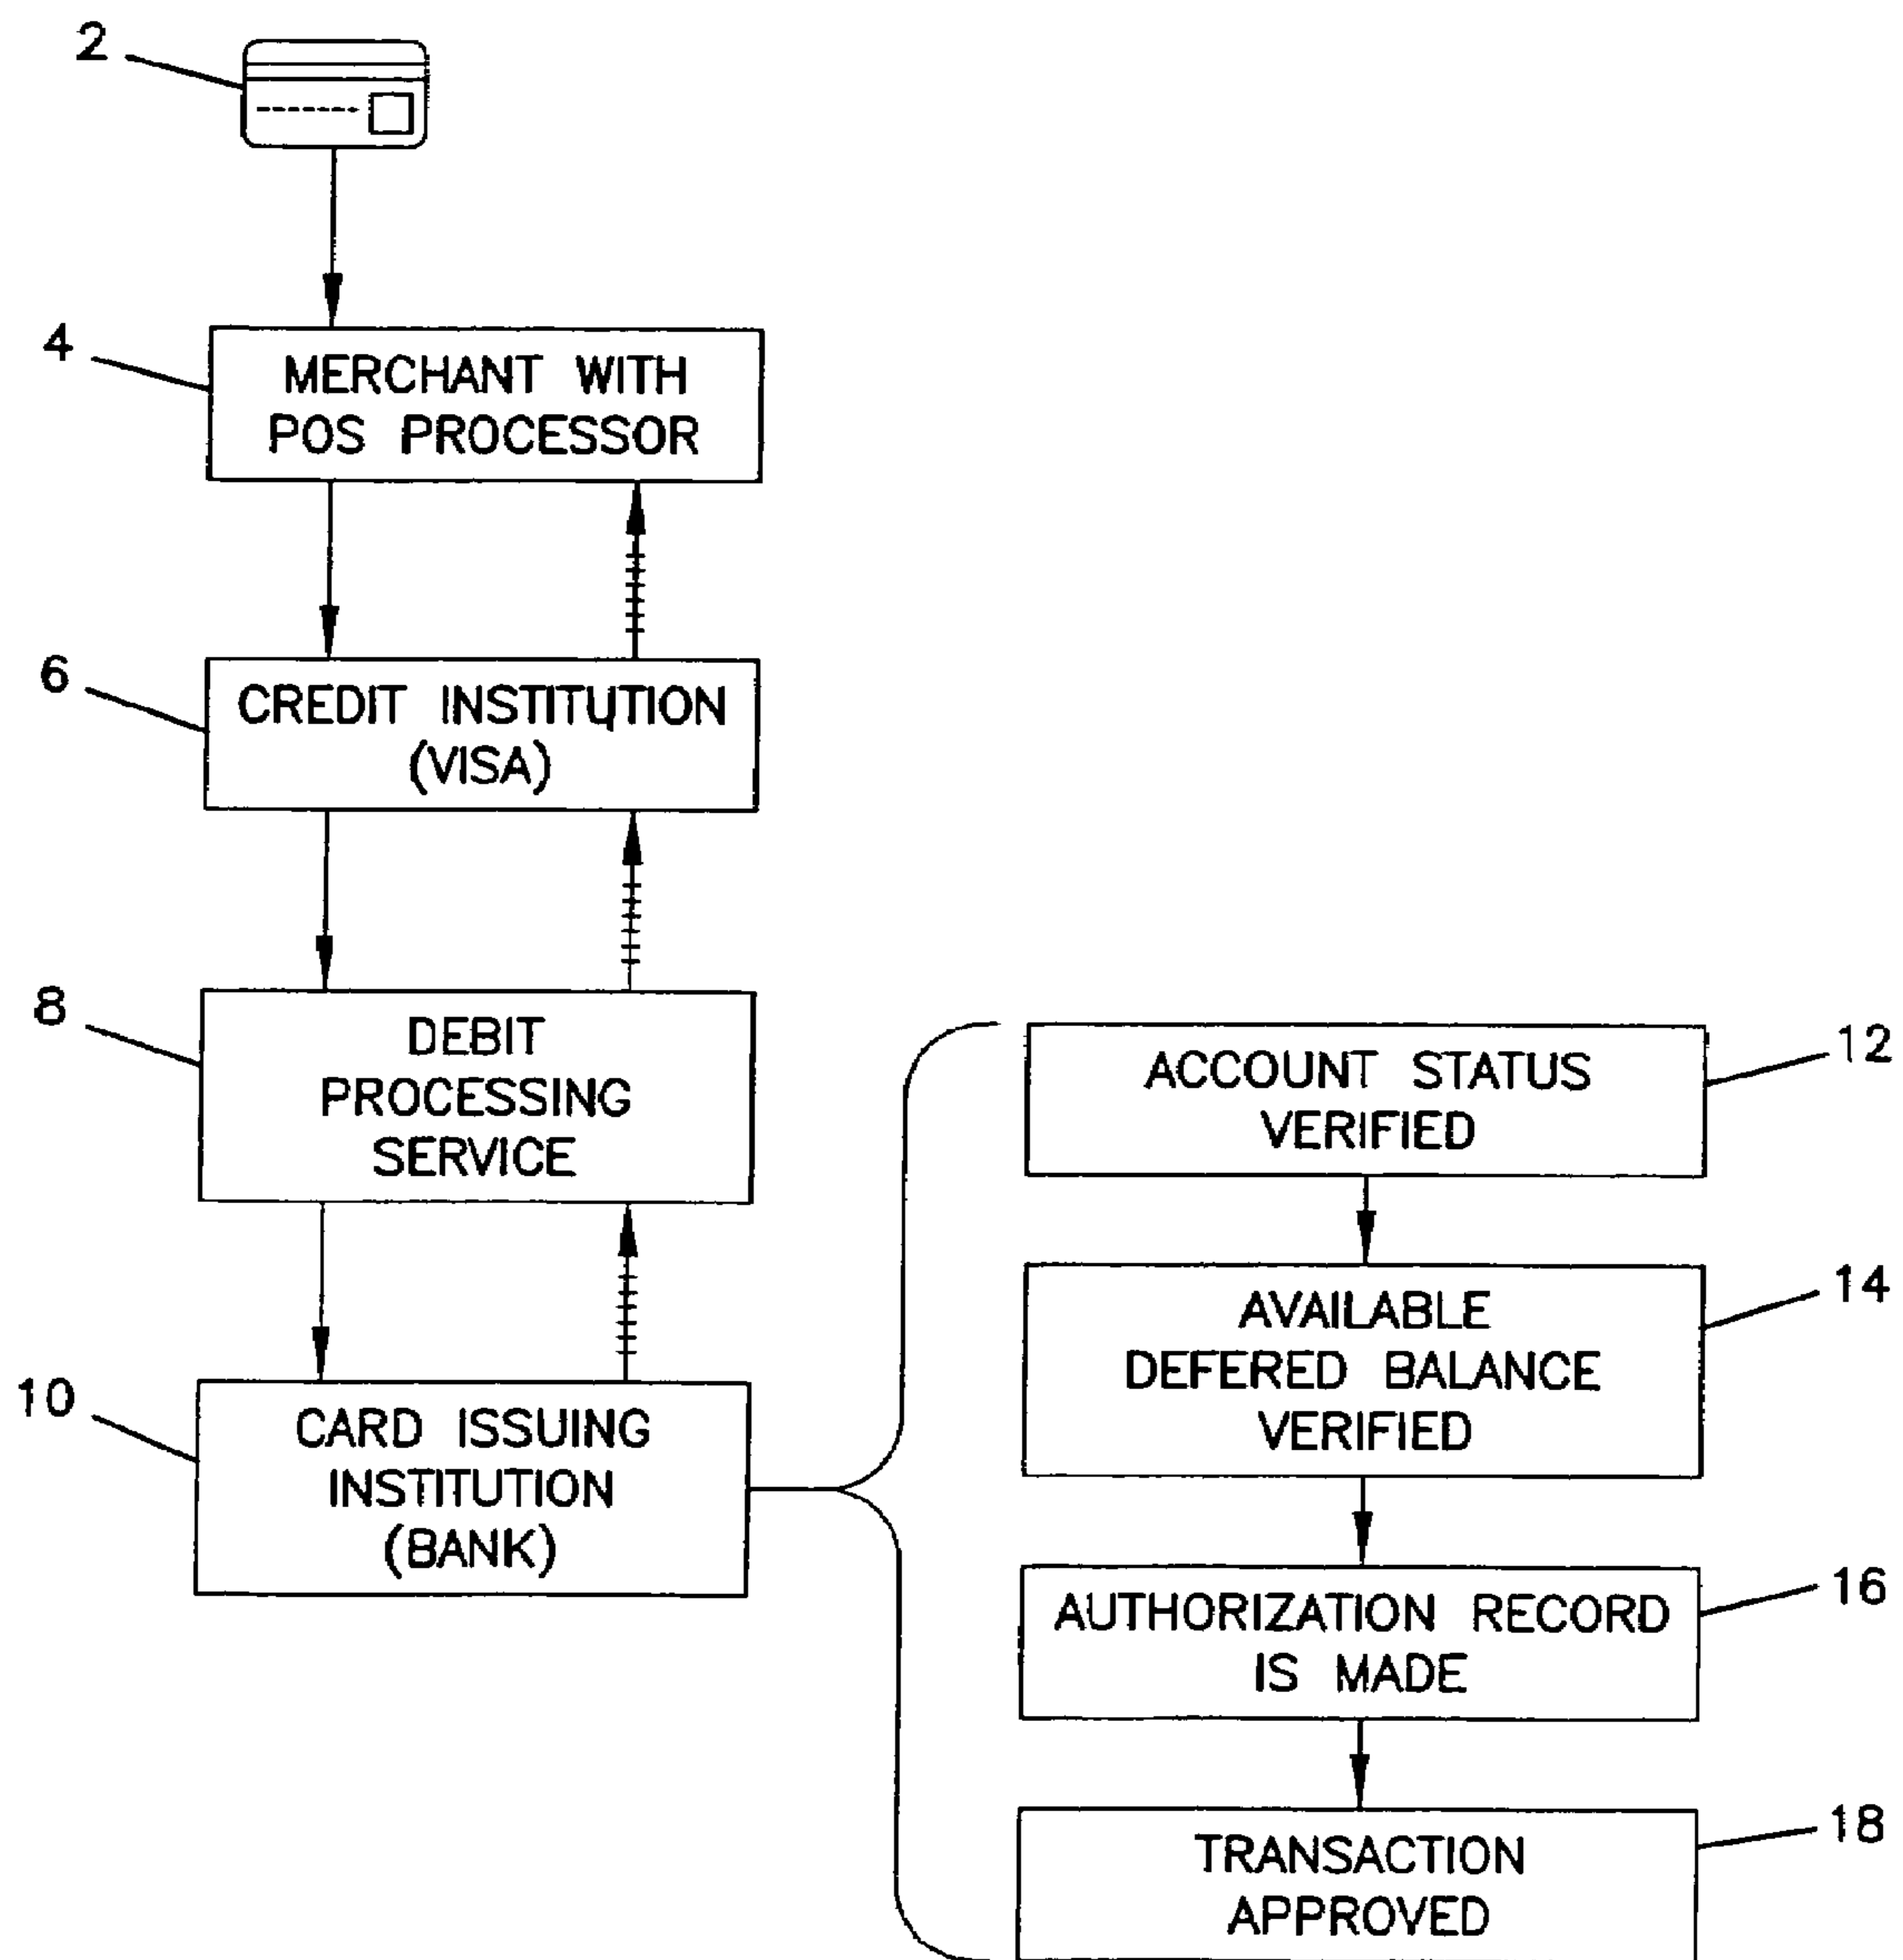 2
4
MERCHANT WITH
POS PROCESSOR
6
CREDIT INSTITUTION
(VISA)
8
DEBIT
PROCESSING
SERVICE
10
CARD ISSUING
INSTITUTION
(BANK)
12
ACCOUNT STATUS
VERIFIED
14
AVAILABLE
DEFERED BALANCE
VERIFIED
16
AUTHORIZATION RECORD
IS MADE
18
TRANSACTION
APPROVED